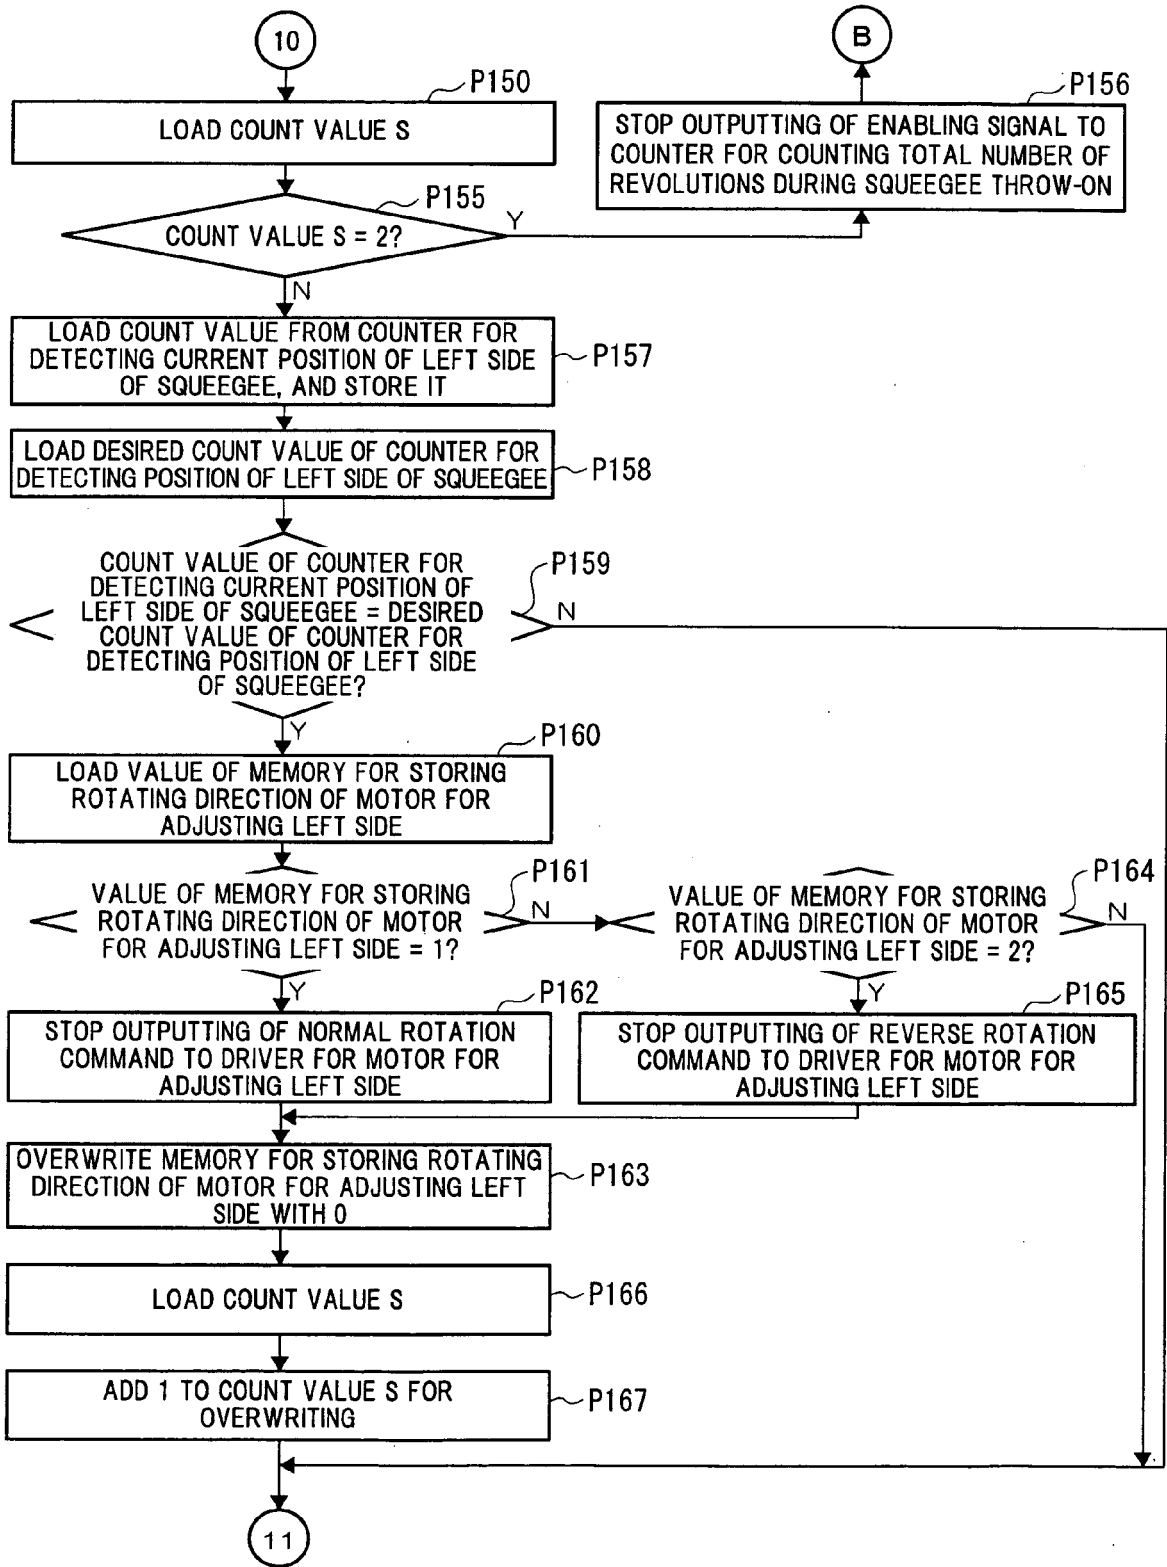 10
P150
LOAD COUNT VALUE S
P155
COUNT VALUE S = 2?
Y
N
B
P156
STOP OUTPUTTING OF ENABLING SIGNAL TO
COUNTER FOR COUNTING TOTAL NUMBER OF
REVOLUTIONS DURING SQUEEGEE THROW-ON
LOAD COUNT VALUE FROM COUNTER FOR
DETECTING CURRENT POSITION OF LEFT SIDE
OF SQUEEGEE, AND STORE IT
P157
LOAD DESIRED COUNT VALUE OF COUNTER FOR
DETECTING POSITION OF LEFT SIDE OF SQUEEGEE
P158
COUNT VALUE OF COUNTER FOR
DETECTING CURRENT POSITION OF
LEFT SIDE OF SQUEEGEE = DESIRED
COUNT VALUE OF COUNTER FOR
DETECTING POSITION OF LEFT SIDE
OF SQUEEGEE?
P159
N
Y
P160
LOAD VALUE OF MEMORY FOR STORING
ROTATING DIRECTION OF MOTOR FOR
ADJUSTING LEFT SIDE
P161
VALUE OF MEMORY FOR STORING
ROTATING DIRECTION OF MOTOR
FOR ADJUSTING LEFT SIDE = 1?
N
Y
P164
VALUE OF MEMORY FOR STORING
ROTATING DIRECTION OF MOTOR
FOR ADJUSTING LEFT SIDE = 2?
N
Y
P162
STOP OUTPUTTING OF NORMAL ROTATION
COMMAND TO DRIVER FOR MOTOR FOR
ADJUSTING LEFT SIDE
P165
STOP OUTPUTTING OF REVERSE ROTATION
COMMAND TO DRIVER FOR MOTOR FOR
ADJUSTING LEFT SIDE
OVERWRITE MEMORY FOR STORING ROTATING
DIRECTION OF MOTOR FOR ADJUSTING LEFT
SIDE WITH 0
P163
LOAD COUNT VALUE S
P166
ADD 1 TO COUNT VALUE S FOR
OVERWRITING
P167
11